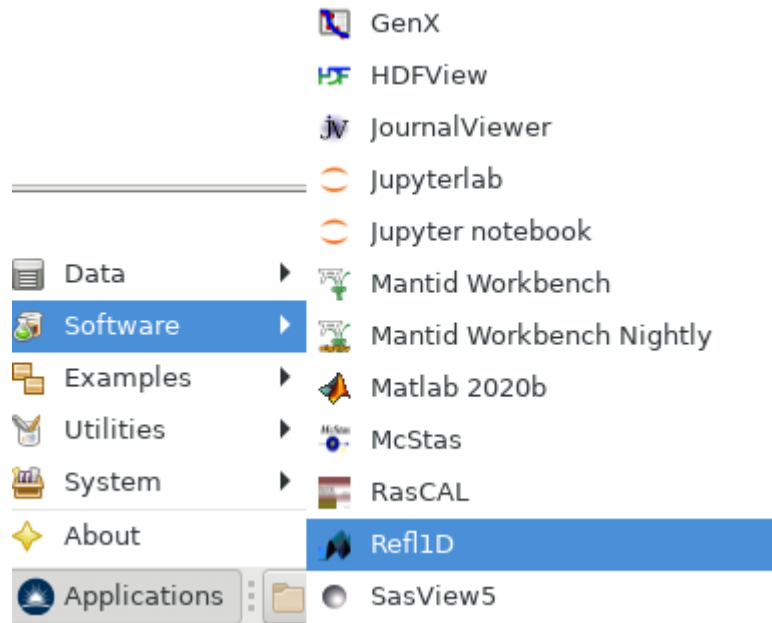 GenX
HDFView
JournalViewer
Jupyterlab
Jupyter notebook
Data
Mantid Workbench
Software
Mantid Workbench Nightly
Examples
Matlab 2020b
Utilities
McStas
System
RasCAL
About
Refl1D
Applications
SasView5